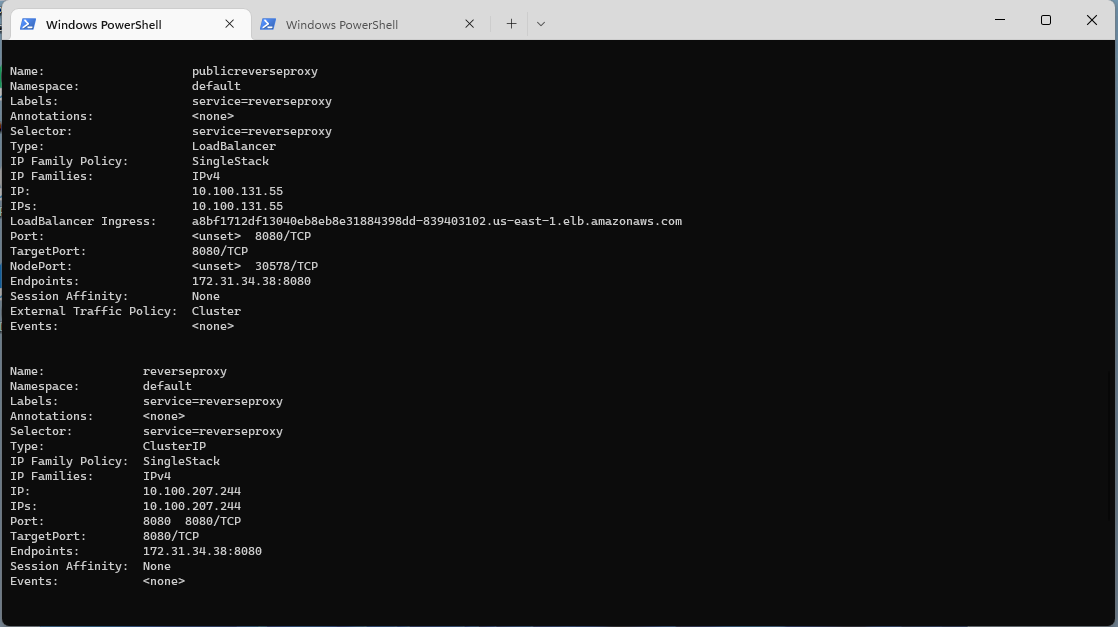 Windows PowerShell
Windows PowerShell
Name: publicreverseproxy
Namespace: default
Labels: service=reverseproxy
Annotations: <none>
Selector: service=reverseproxy
Type: LoadBalancer
IP Family Policy: SingleStack
IP Families: IPv4
IP: 10.100.131.55
IPs: 10.100.131.55
LoadBalancer Ingress: a8bf1712df13040eb8eb8e31884398dd-839403102.us-east-1.elb.amazonaws.com
Port: <unset> 8080/TCP
TargetPort: 8080/TCP
NodePort: <unset> 30578/TCP
Endpoints: 172.31.34.38:8080
Session Affinity: None
External Traffic Policy: Cluster
Events: <none>
Name: reverseproxy
Namespace: default
Labels: service=reverseproxy
Annotations: <none>
Selector: service=reverseproxy
Type: ClusterIP
IP Family Policy: SingleStack
IP Families: IPv4
IP: 10.100.207.244
IPs: 10.100.207.244
Port: 8080 8080/TCP
TargetPort: 8080/TCP
Endpoints: 172.31.34.38:8080
Session Affinity: None
Events: <none>